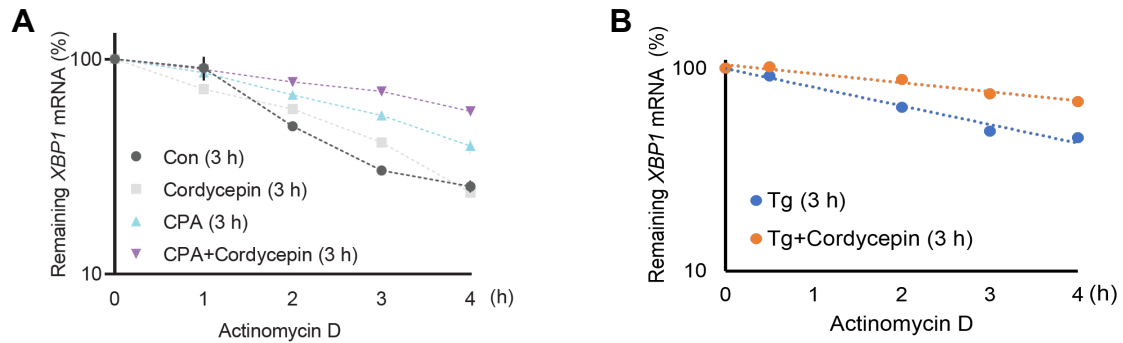 A
Remaining XBP1 mRNA (%)
100
10
Con (3 h)
Cordycepin (3 h)
CPA (3 h)
CPA+Cordycepin (3 h)
0 1 2 3 4 (h)
Actinomycin D
B
Remaining XBP1 mRNA (%)
100
10
Tg (3 h)
Tg+Cordycepin (3 h)
0 1 2 3 4 (h)
Actinomycin D